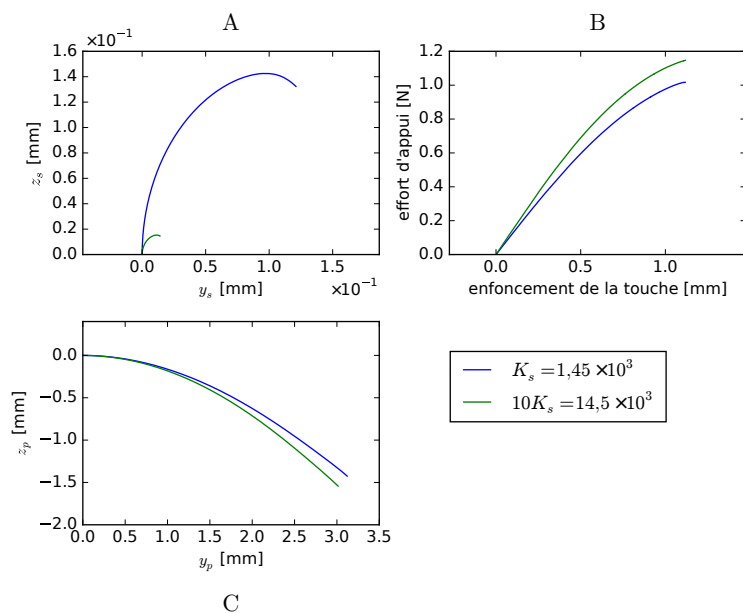 A
B
×10⁻¹
1.6
1.4
1.2
1.0
0.8
0.6
0.4
0.2
0.0
z_s [mm]
0.0 0.5 1.0 1.5
y_s [mm]
×10⁻¹
1.2
1.0
0.8
0.6
0.4
0.2
0.0
effort d'appui [N]
0.0 0.5 1.0
enfoncement de la touche [mm]
0.0
−0.5
−1.0
−1.5
−2.0
z_p [mm]
0.0 0.5 1.0 1.5 2.0 2.5 3.0 3.5
y_p [mm]
K_s =1,45 ×10³
10K_s =14,5 ×10³
C